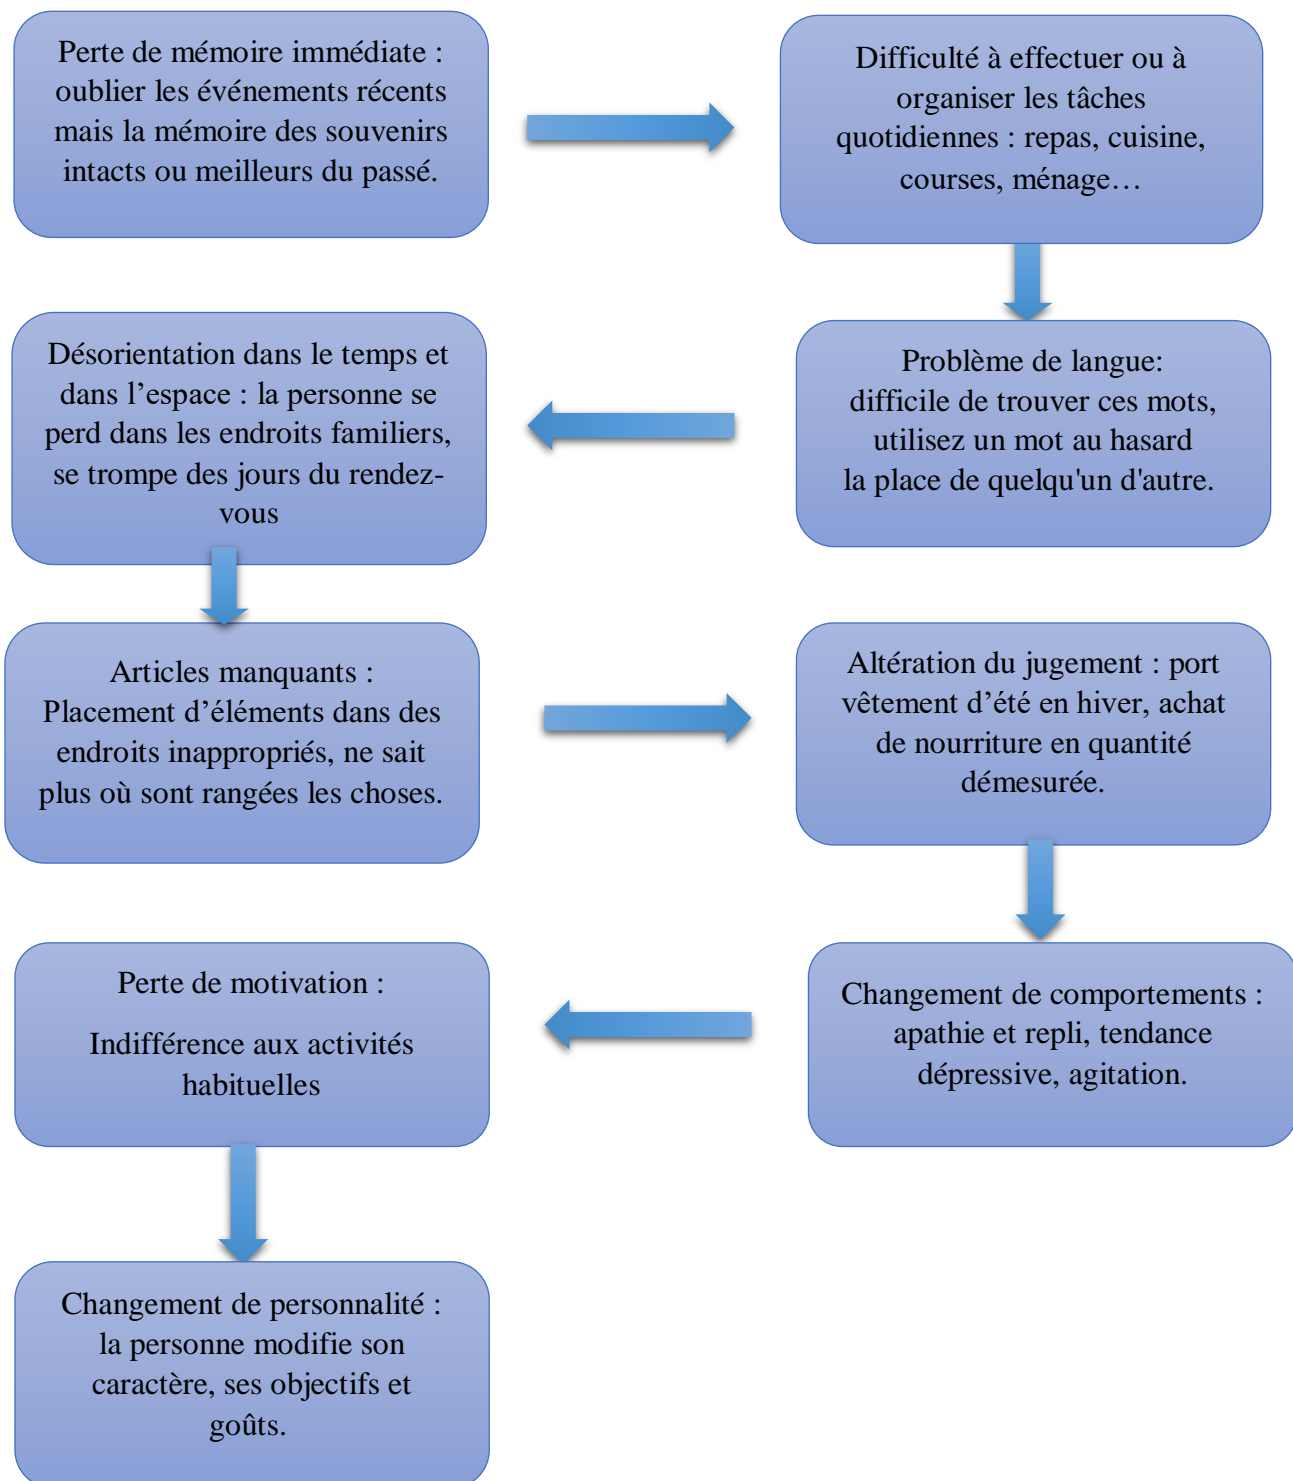 Perte de mémoire immédiate :
oublier les événements récents
mais la mémoire des souvenirs
intacts ou meilleurs du passé.
Difficulté à effectuer ou à
organiser les tâches
quotidiennes : repas, cuisine,
courses, ménage…
Problème de langue:
difficile de trouver ces mots,
utilisez un mot au hasard
la place de quelqu'un d'autre.
Désorientation dans le temps et
dans l’espace : la personne se
perd dans les endroits familiers,
se trompe des jours du rendez-
vous
Articles manquants :
Placement d’éléments dans des
endroits inappropriés, ne sait
plus où sont rangées les choses.
Altération du jugement : port
vêtement d’été en hiver, achat
de nourriture en quantité
démesurée.
Changement de comportements :
apathie et repli, tendance
dépressive, agitation.
Perte de motivation :
Indifférence aux activités
habituelles
Changement de personnalité :
la personne modifie son
caractère, ses objectifs et
goûts.